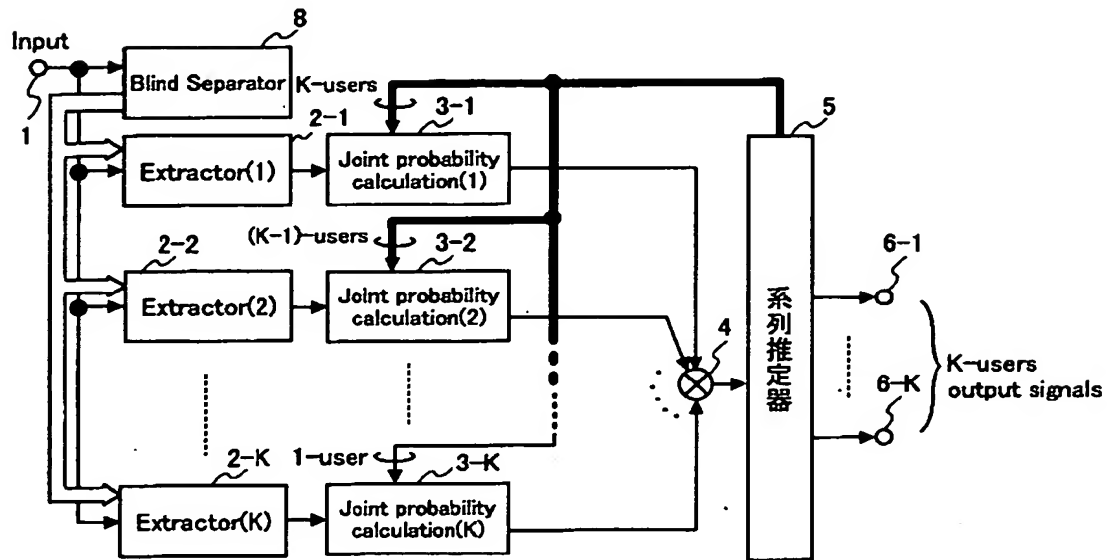 8
Input
Blind Separator
K-users
1
2-1
3-1
5
Extractor(1)
Joint probability
calculation(1)
(K-1)-users
2-2
3-2
6-1
Extractor(2)
Joint probability
calculation(2)
4
系列推定器
K-users
output signals
6-K
1-user
2-K
3-K
Extractor(K)
Joint probability
calculation(K)